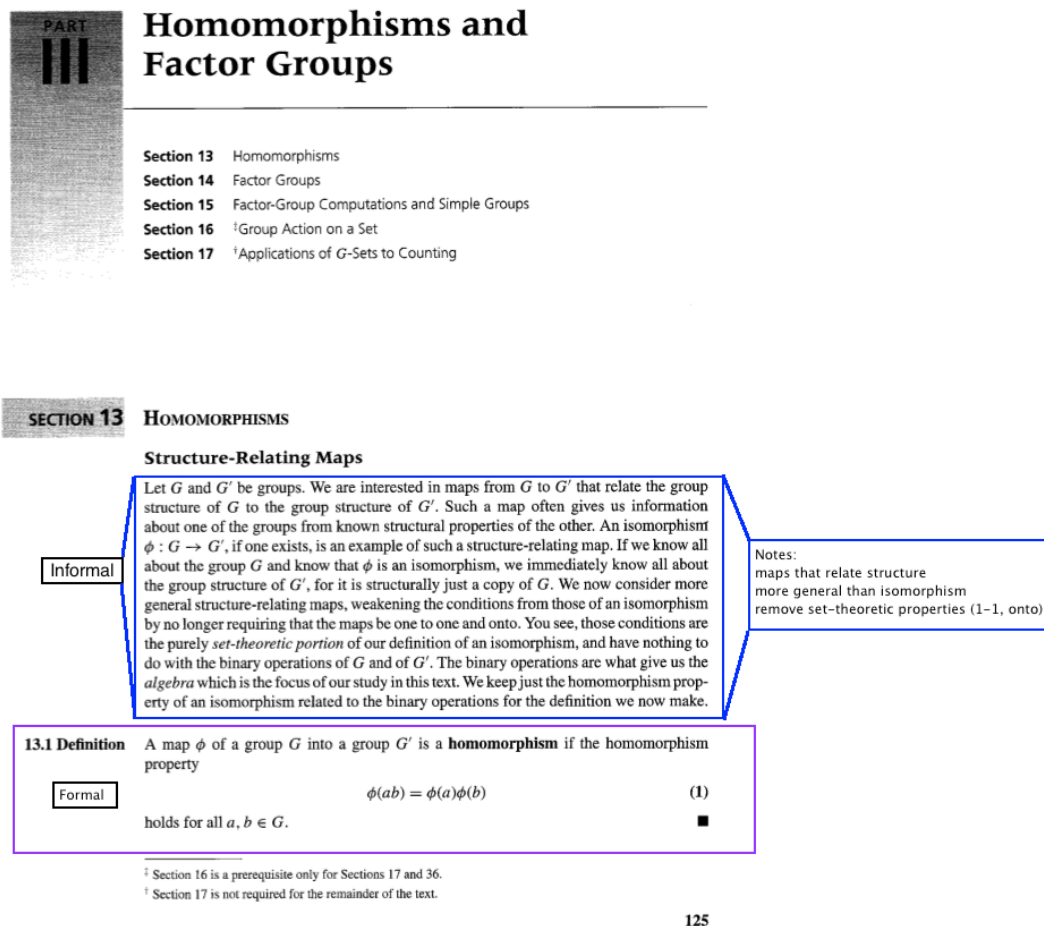 PART
III
Homomorphisms and
Factor Groups
Section 13 Homomorphisms
Section 14 Factor Groups
Section 15 Factor-Group Computations and Simple Groups
Section 16 ‡Group Action on a Set
Section 17 †Applications of G-Sets to Counting
SECTION 13 HOMOMORPHISMS
Structure-Relating Maps
Let G and G′ be groups. We are interested in maps from G to G′ that relate the group
structure of G to the group structure of G′. Such a map often gives us information
about one of the groups from known structural properties of the other. An isomorphism
ϕ : G → G′, if one exists, is an example of such a structure-relating map. If we know all
about the group G and know that ϕ is an isomorphism, we immediately know all about
the group structure of G′, for it is structurally just a copy of G. We now consider more
general structure-relating maps, weakening the conditions from those of an isomorphism
by no longer requiring that the maps be one to one and onto. You see, those conditions are
the purely set-theoretic portion of our definition of an isomorphism, and have nothing to
do with the binary operations of G and of G′. The binary operations are what give us the
algebra which is the focus of our study in this text. We keep just the homomorphism prop-
erty of an isomorphism related to the binary operations for the definition we now make.
Informal
Notes:
maps that relate structure
more general than isomorphism
remove set-theoretic properties (1-1, onto)
13.1 Definition A map ϕ of a group G into a group G′ is a homomorphism if the homomorphism
property
Formal
ϕ(ab) = ϕ(a)ϕ(b) (1)
holds for all a, b ∈ G. ■
‡ Section 16 is a prerequisite only for Sections 17 and 36.
† Section 17 is not required for the remainder of the text.
125